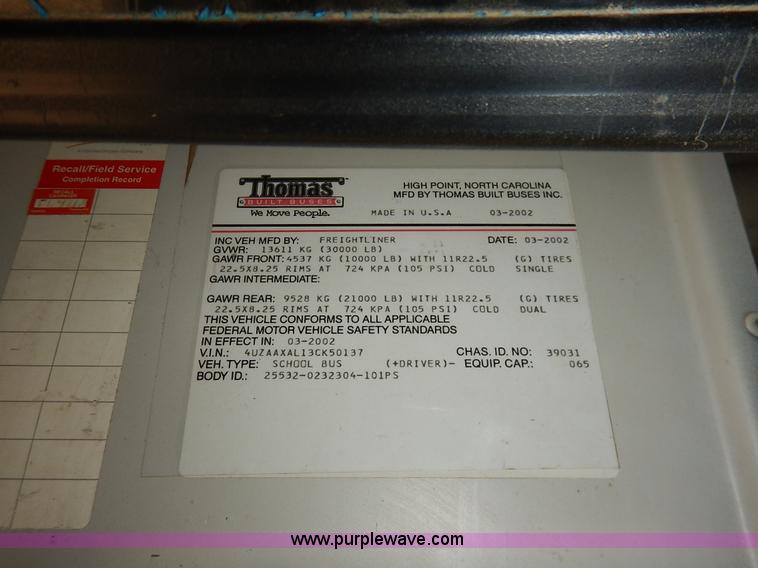 Recall/Field Service
Completion Record
RECALL
Thomas
BUILT BUSES
We Move People.
HIGH POINT, NORTH CAROLINA
MFD BY THOMAS BUILT BUSES INC.
MADE IN U.S.A 03-2002
INC VEH MFD BY: FREIGHTLINER DATE: 03-2002
GVWR: 13611 KG (30000 LB)
GAWR FRONT: 4537 KG (10000 LB) WITH 11R22.5 (G) TIRES
22.5X8.25 RIMS AT 724 KPA (105 PSI) COLD SINGLE
GAWR INTERMEDIATE:
GAWR REAR: 9528 KG (21000 LB) WITH 11R22.5 (G) TIRES
22.5X8.25 RIMS AT 724 KPA (105 PSI) COLD DUAL
THIS VEHICLE CONFORMS TO ALL APPLICABLE
FEDERAL MOTOR VEHICLE SAFETY STANDARDS
IN EFFECT IN: 03-2002
V.I.N.: 4UZAAXAL13CK50137 CHAS. ID. NO: 39031
VEH. TYPE: SCHOOL BUS (+DRIVER)- EQUIP. CAP.: 065
BODY ID.: 25532-0232304-101PS
www.purplewave.com